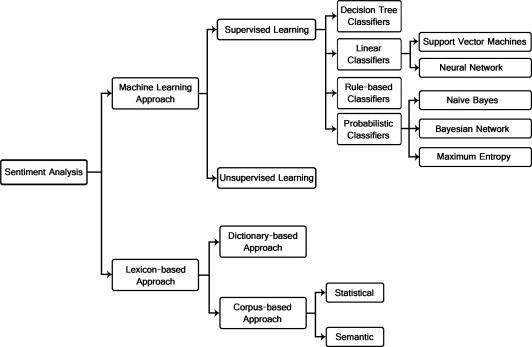 Decision Tree
Classifiers
Supervised Learning
Linear
Classifiers
Support Vector Machines
Neural Network
Machine Learning
Approach
Rule-based
Classifiers
Naive Bayes
Probabilistic
Classifiers
Bayesian Network
Maximum Entropy
Sentiment Analysis
Unsupervised Learning
Dictionary-based
Approach
Lexicon-based
Approach
Statistical
Corpus-based
Approach
Semantic